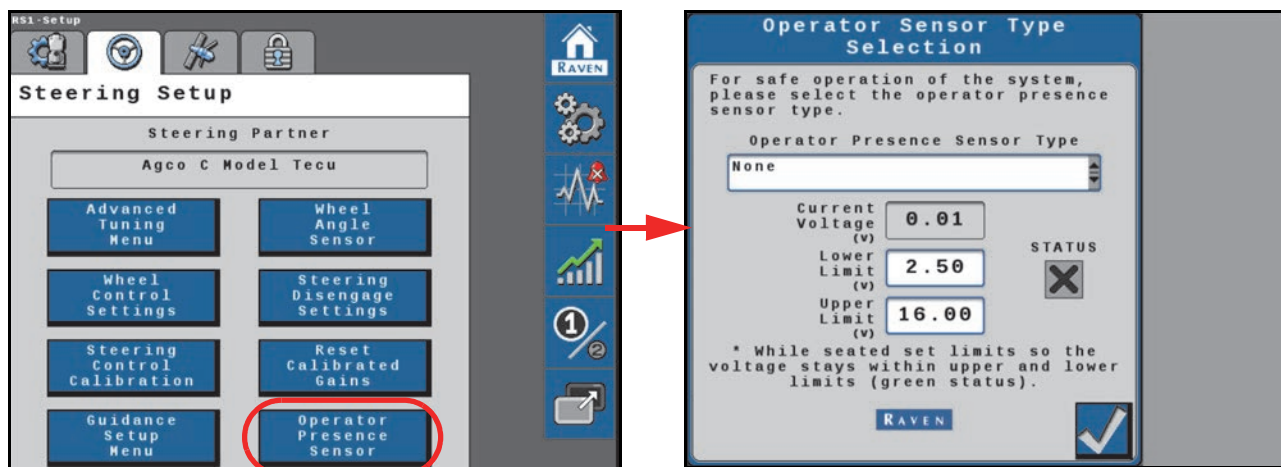 RS1-Setup
Steering Setup
Steering Partner
Agco C Model Tecu
Advanced
Tuning
Menu
Wheel
Angle
Sensor
Wheel
Control
Settings
Steering
Disengage
Settings
Steering
Control
Calibration
Reset
Calibrated
Gains
Guidance
Setup
Menu
Operator
Presence
Sensor
RAVEN
1/2
Operator Sensor Type
Selection
For safe operation of the system,
please select the operator presence
sensor type.
Operator Presence Sensor Type
None
Current
Voltage
(V)
0.01
Lower
Limit
(V)
2.50
Upper
Limit
(V)
16.00
STATUS
* While seated set limits so the
voltage stays within upper and lower
limits (green status).
RAVEN